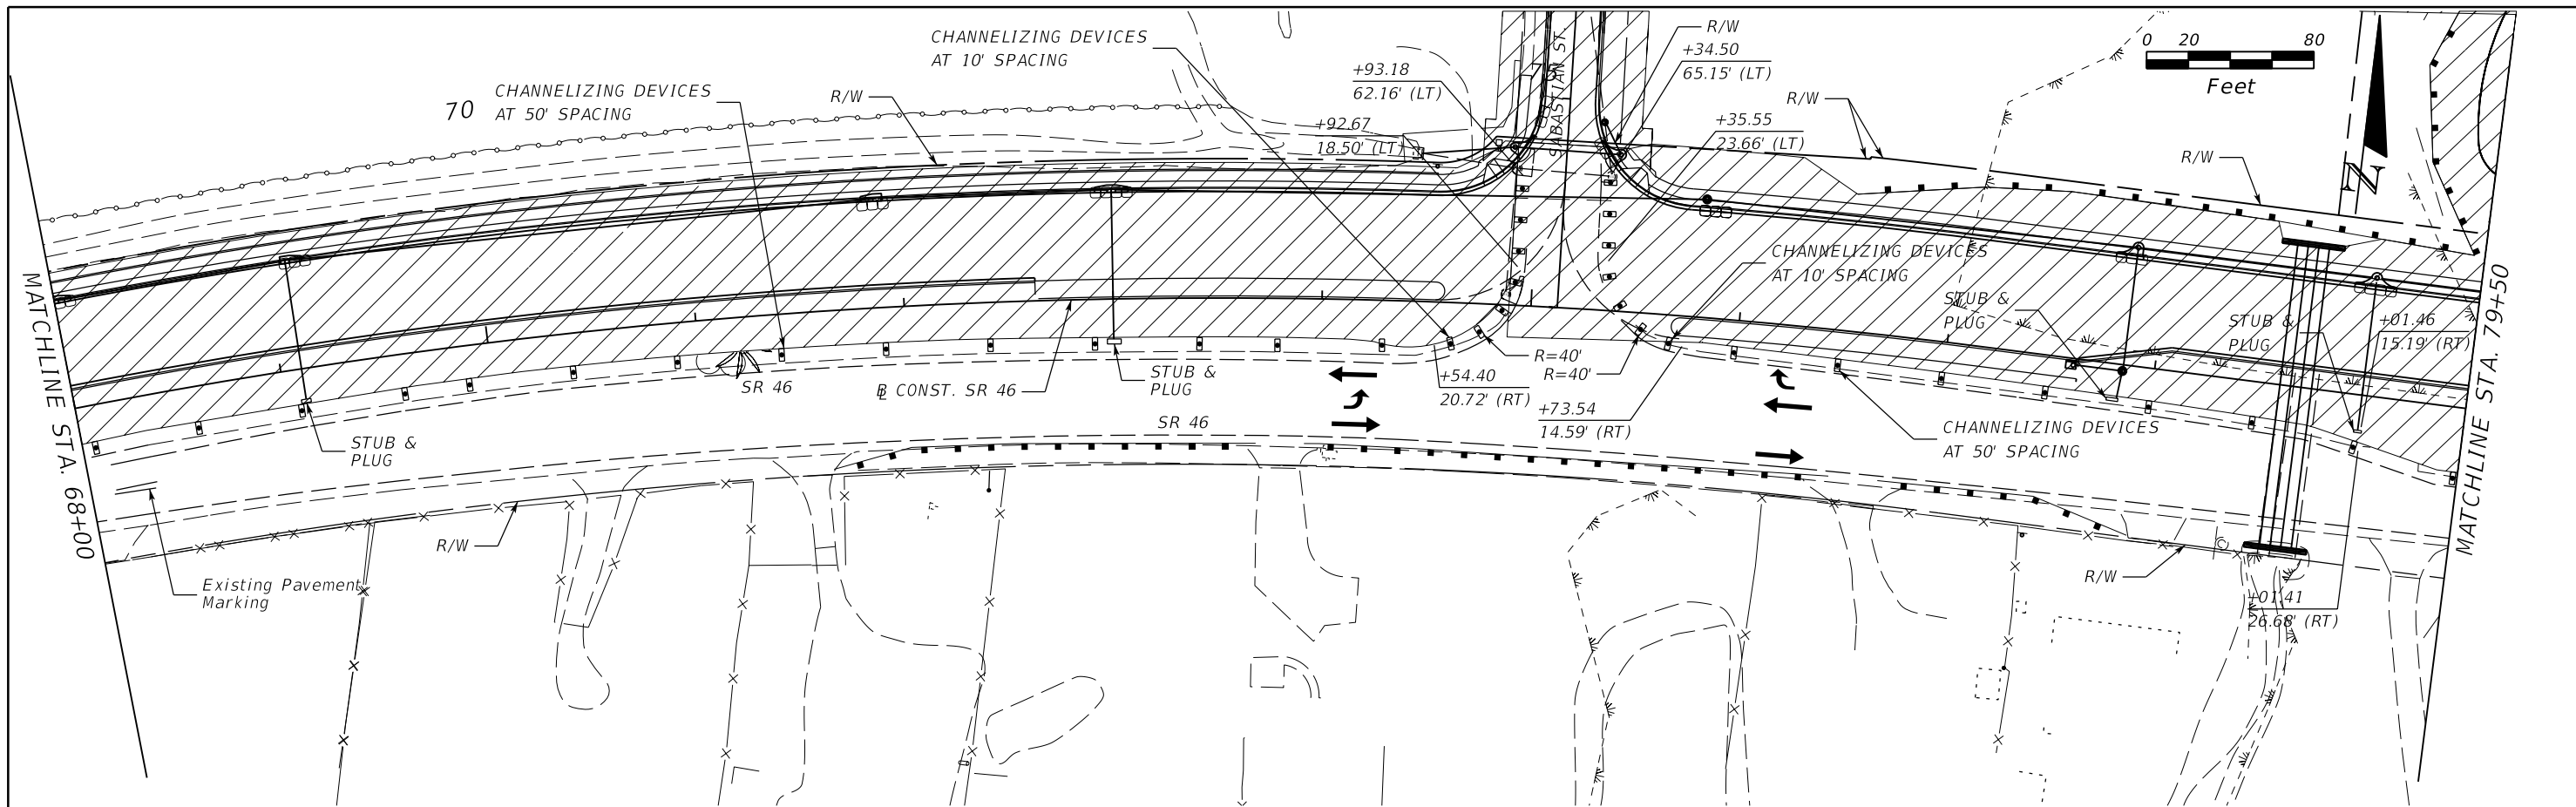 CHANNELIZING DEVICES
AT 10' SPACING
CHANNELIZING DEVICES
AT 50' SPACING
70
R/W
+93.18
62.16' (LT)
+92.67
18.50' (LT)
SABASTIAN ST.
R/W
+34.50
65.15' (LT)
+35.55
23.66' (LT)
R/W
R/W
0 20 80
Feet
N
CHANNELIZING DEVICES
AT 10' SPACING
STUB &
PLUG
STUB &
PLUG
+01.46
15.19' (RT)
MATCHLINE STA. 68+00
MATCHLINE STA. 79+50
SR 46
BL CONST. SR 46
STUB &
PLUG
R=40'
R=40'
+54.40
20.72' (RT)
+73.54
14.59' (RT)
SR 46
STUB &
PLUG
CHANNELIZING DEVICES
AT 50' SPACING
R/W
Existing Pavement
Marking
R/W
+01.41
26.68' (RT)